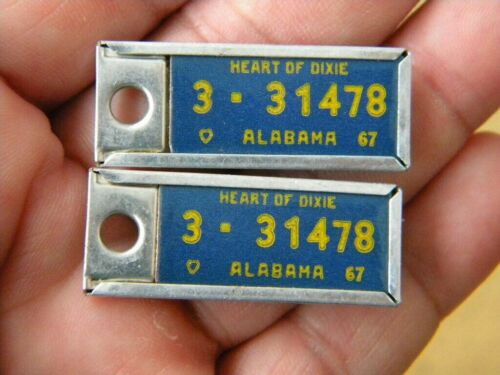 HEART OF DIXIE
3 - 31478
ALABAMA 67
HEART OF DIXIE
3 - 31478
ALABAMA 67